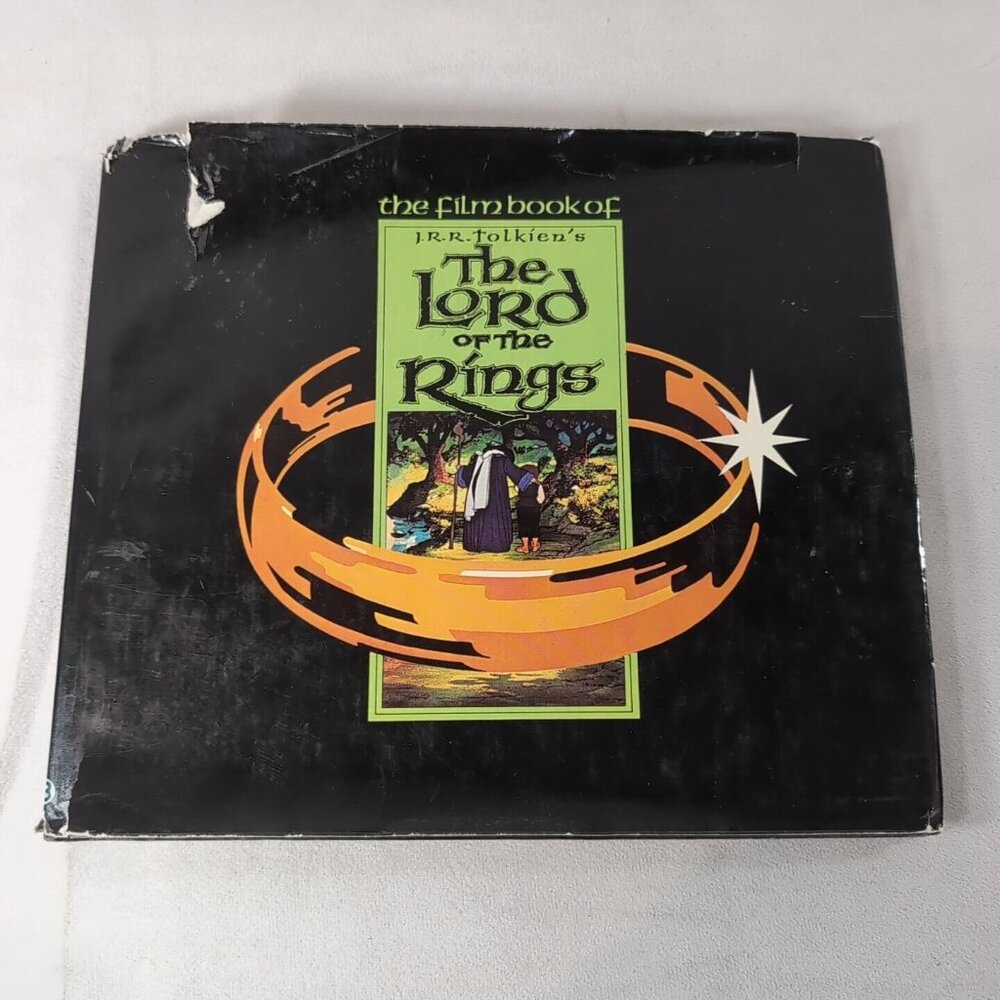 the film book of
J.R.R. Tolkien's
The
Lord
OF The
Rings